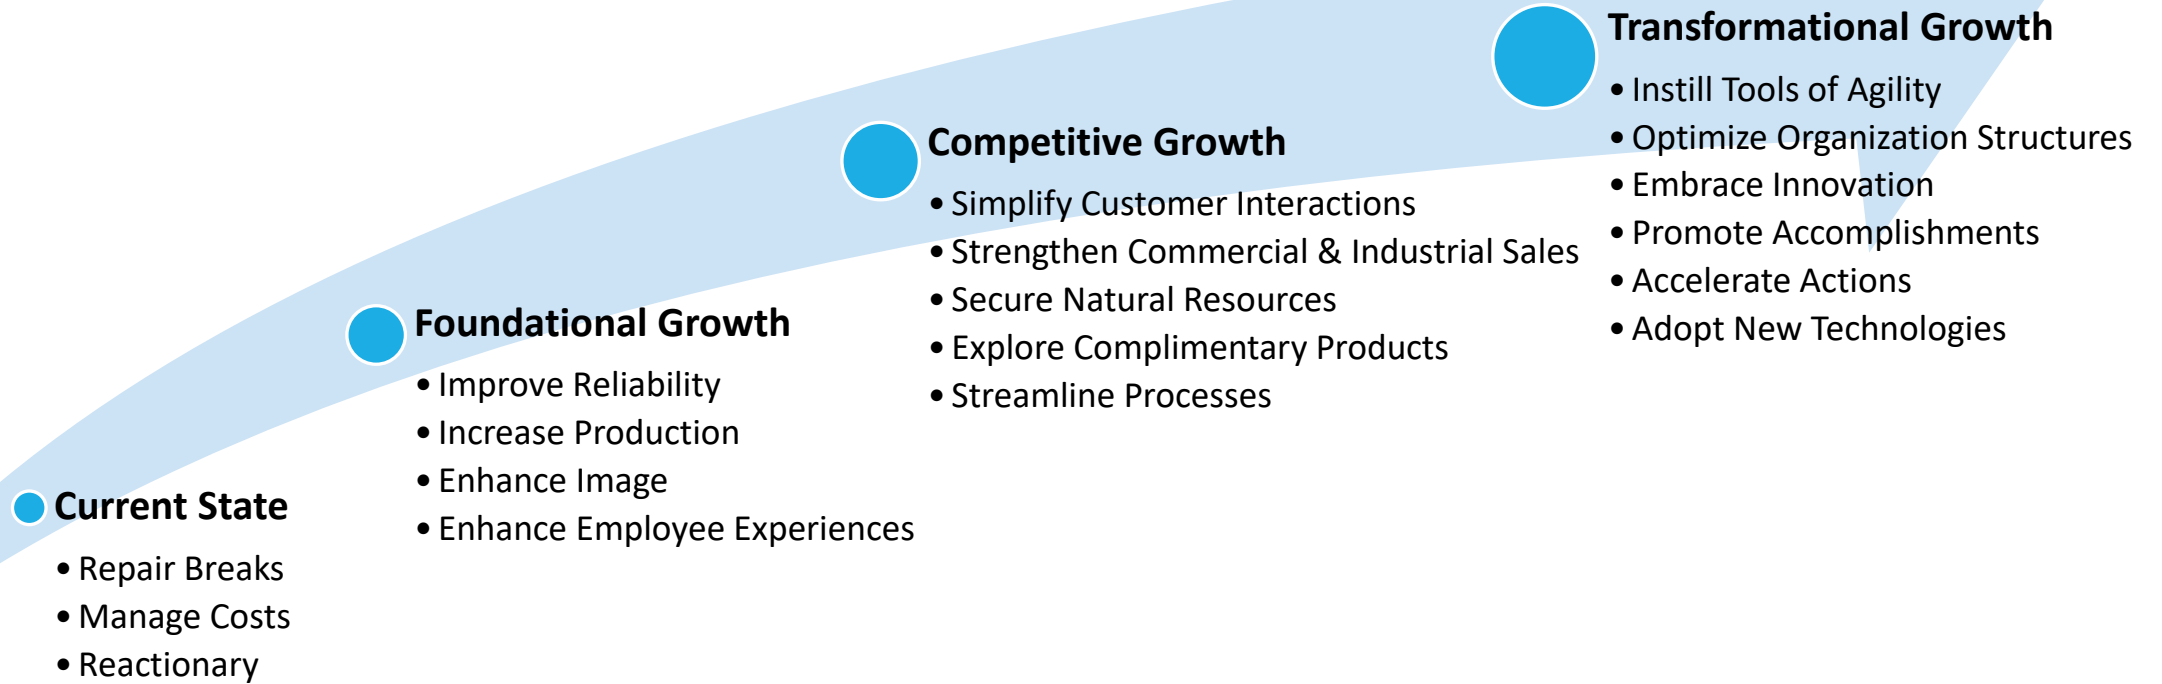 Current State
• Repair Breaks
• Manage Costs
• Reactionary
Foundational Growth
• Improve Reliability
• Increase Production
• Enhance Image
• Enhance Employee Experiences
Competitive Growth
• Simplify Customer Interactions
• Strengthen Commercial & Industrial Sales
• Secure Natural Resources
• Explore Complimentary Products
• Streamline Processes
Transformational Growth
• Instill Tools of Agility
• Optimize Organization Structures
• Embrace Innovation
• Promote Accomplishments
• Accelerate Actions
• Adopt New Technologies